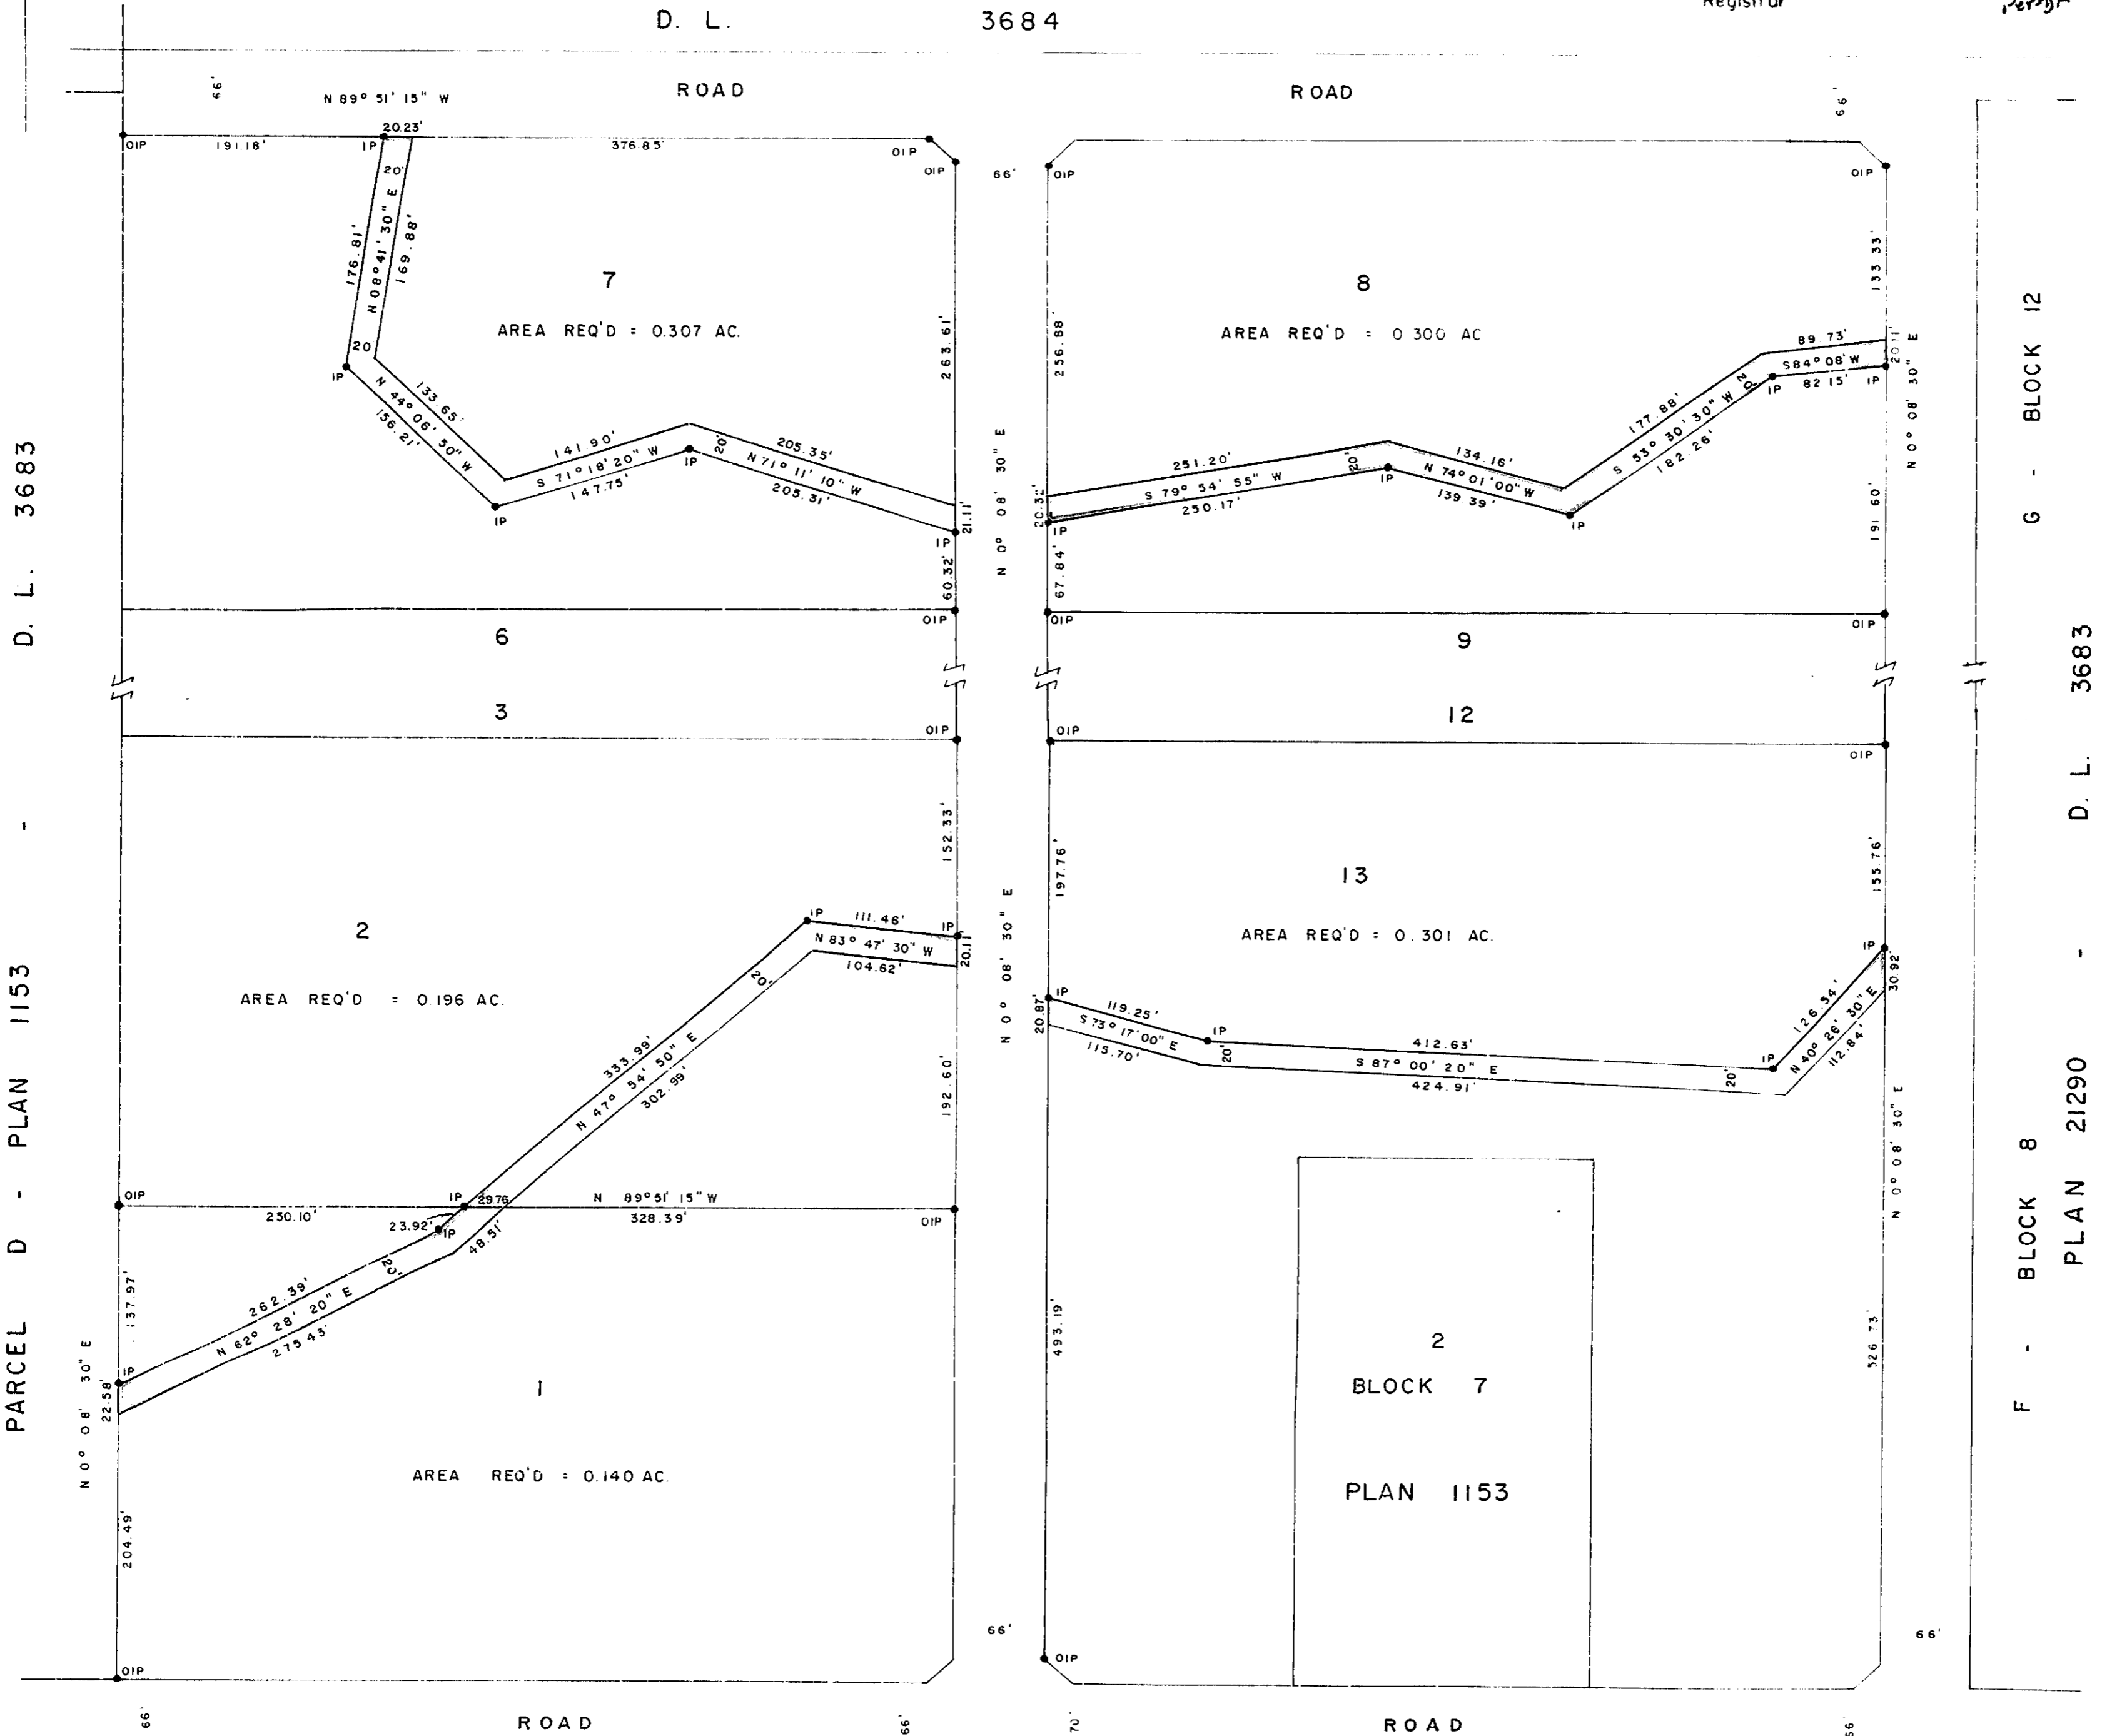 Registrar
D. L. 3684
ROAD
ROAD
66'
66'
N 89° 51' 15" W
20.23'
OIP
191.18'
IP
376.85'
OIP
OIP
66'
OIP
OIP
20'
176.81'
N 08° 41' 30" E
169.88'
7
AREA REQ'D = 0.307 AC.
263.61'
20
IP
133.65'
N 44° 06' 50" W
156.21'
141.90'
S 71° 18' 20" W
147.75'
IP
IP
20'
205.35'
N 71° 11' 10" W
205.31'
21.11'
IP
60.32'
N 0° 08' 30" E
OIP
8
AREA REQ'D = 0.300 AC
256.88'
133.33'
89.73'
S 84° 08' W
82.15'
IP
IP
20.11'
20'
177.88'
S 53° 30' 30" W
182.26'
251.20'
S 79° 54' 55" W
250.17'
20'
IP
134.16'
N 74° 01' 00" W
139.39'
IP
20.32'
IP
67.84'
191.60'
N 0° 08' 30" E
OIP
OIP
G - BLOCK 12
D. L. 3683
6
9
3
12
OIP
OIP
OIP
D. L. 3683
152.33'
2
AREA REQ'D = 0.196 AC.
IP
111.46'
IP
N 83° 47' 30" W
104.62'
20.11'
20'
333.99'
N 47° 54' 50" E
302.99'
192.60'
N 0° 08' 30" E
197.76'
13
AREA REQ'D = 0.301 AC.
155.76'
IP
30.92'
20.87'
IP
119.25'
S 73° 17' 00" E
115.70'
IP
20'
412.63'
S 87° 00' 20" E
424.91'
20'
IP
126.54'
N 40° 26' 30" E
112.84'
N 0° 08' 30" E
OIP
250.10'
IP
29.76
N 89° 51' 15" W
328.39'
OIP
23.92'
IP
48.51'
20'
262.39'
N 62° 28' 20" E
275.43'
137.97'
IP
22.58'
N 0° 08' 30" E
1
AREA REQ'D = 0.140 AC.
204.49'
493.19'
526.73'
2
BLOCK 7
PLAN 1153
PARCEL D - PLAN 1153 -
F - BLOCK 8
PLAN 21290 -
66'
66'
OIP
OIP
66'
ROAD
66'
70'
ROAD
66'